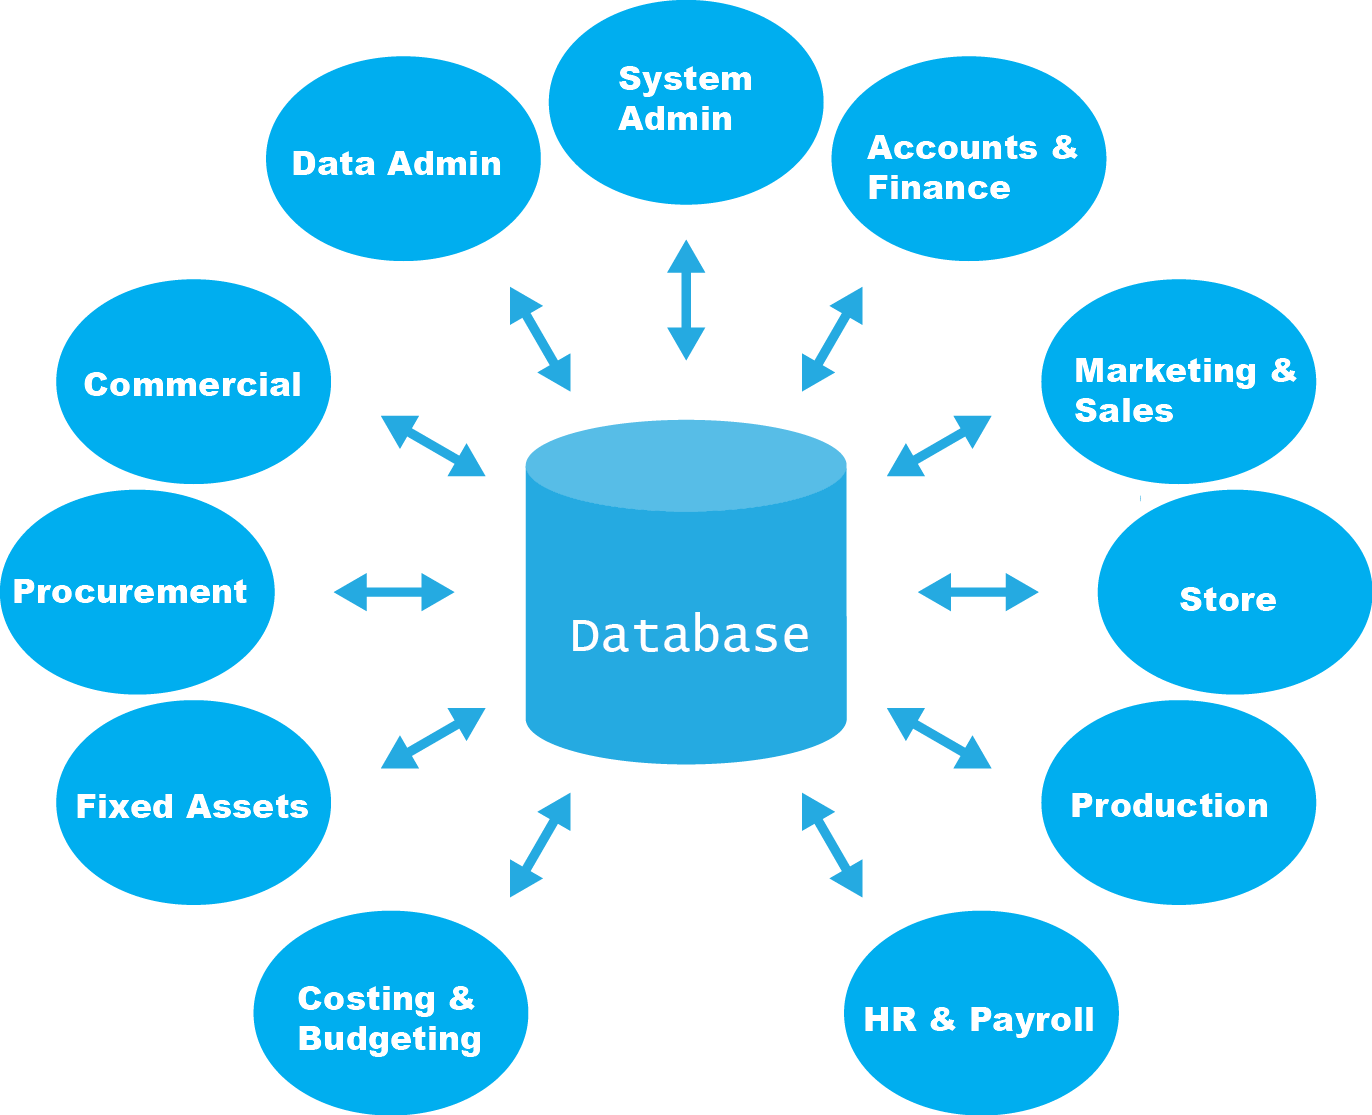 System
Admin
Data Admin
Accounts &
Finance
Commercial
Marketing &
Sales
Procurement
Store
Database
Fixed Assets
Production
Costing &
Budgeting
HR & Payroll